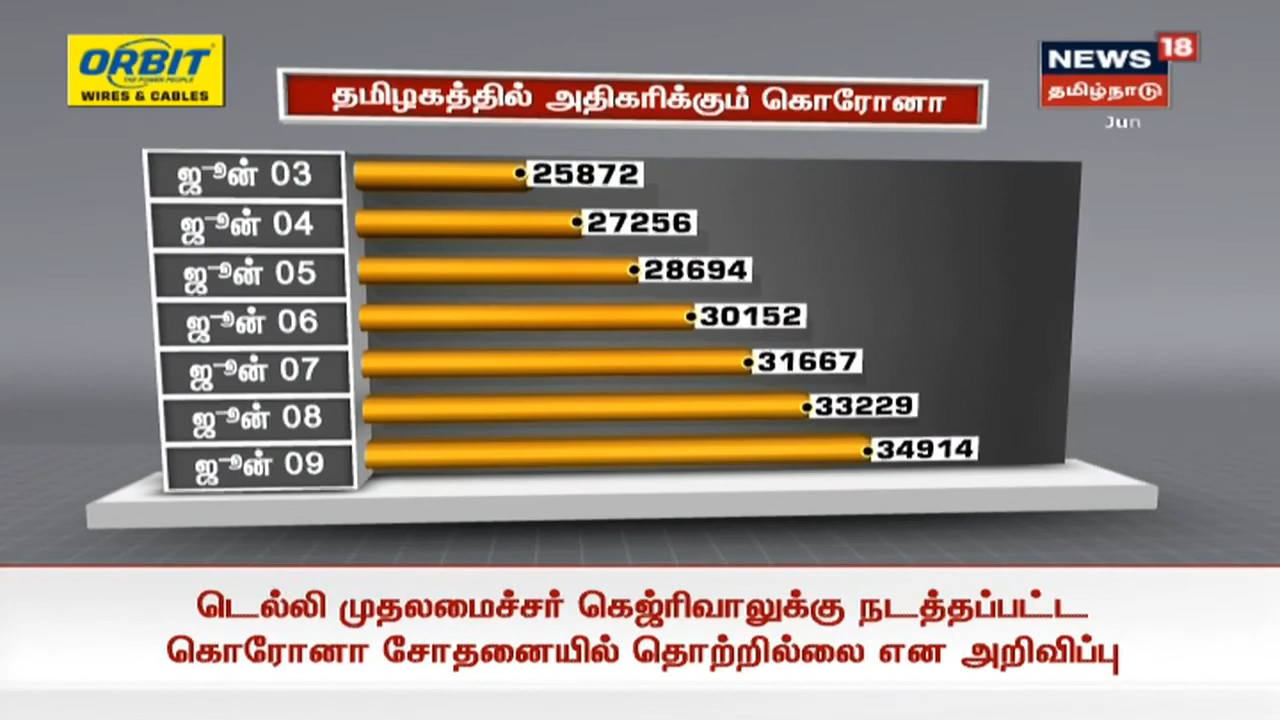 ORBIT
THE POWER PEOPLE
WIRES & CABLES
தமிழகத்தில் அதிகரிக்கும் கொரோனா
NEWS 18
தமிழ்நாடு
Jun
ஜூன் 03 25872
ஜூன் 04 27256
ஜூன் 05 28694
ஜூன் 06 30152
ஜூன் 07 31667
ஜூன் 08 33229
ஜூன் 09 34914
டெல்லி முதலமைச்சர் கெஜ்ரிவாலுக்கு நடத்தப்பட்ட
கொரோனா சோதனையில் தொற்றில்லை என அறிவிப்பு